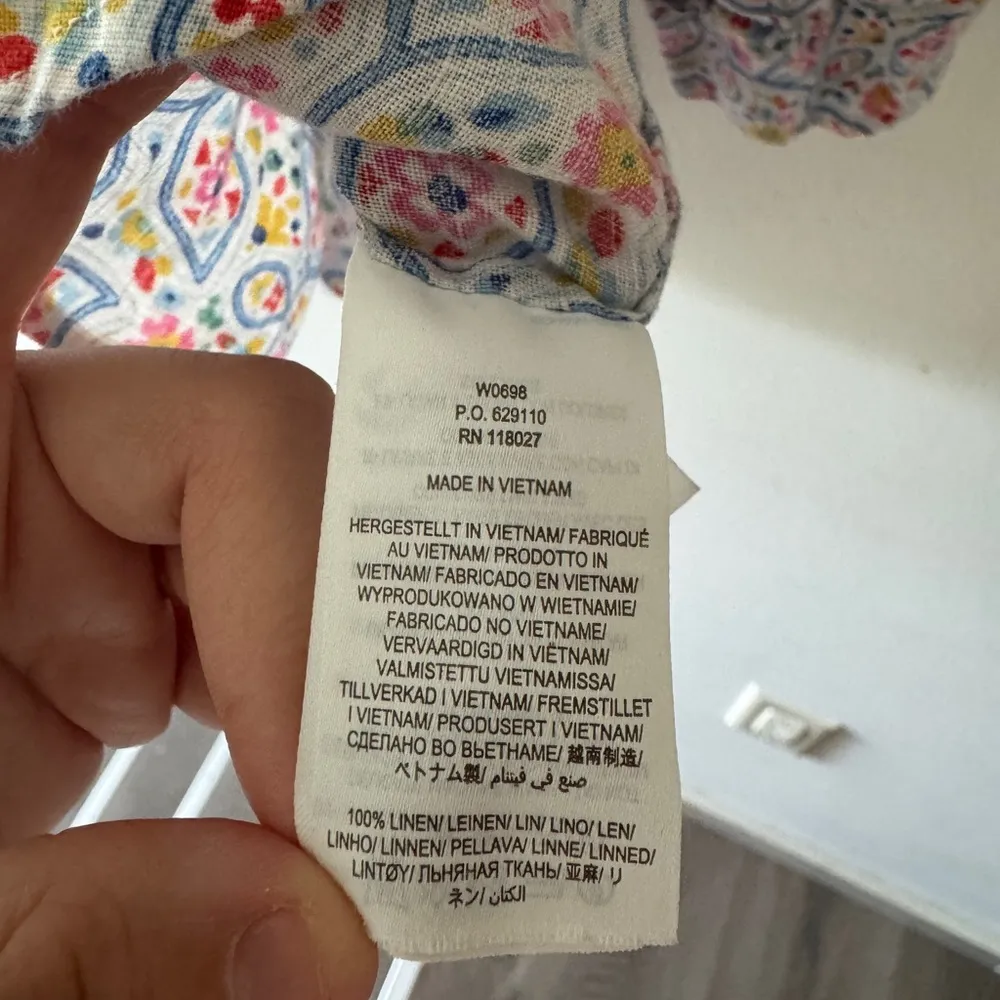 W0698
P.O. 629110
RN 118027
MADE IN VIETNAM
HERGESTELLT IN VIETNAM/ FABRIQUÉ
AU VIETNAM/ PRODOTTO IN
VIETNAM/ FABRICADO EN VIETNAM/
WYPRODUKOWANO W WIETNAMIE/
FABRICADO NO VIETNAME/
VERVAARDIGD IN VIËTNAM/
VALMISTETTU VIETNAMISSA/
TILLVERKAD I VIETNAM/ FREMSTILLET
I VIETNAM/ PRODUSERT I VIETNAM/
СДЕЛАНО ВО ВЬЕТНАМЕ/ 越南制造/
ベトナム製/ صنع في فيتنام
100% LINEN/ LEINEN/ LIN/ LINO/ LEN/
LINHO/ LINNEN/ PELLAVA/ LINNE/ LINNED/
LINTØY/ ЛЬНЯНАЯ ТКАНЬ/ 亚麻/ リ
ネン/ الكتان